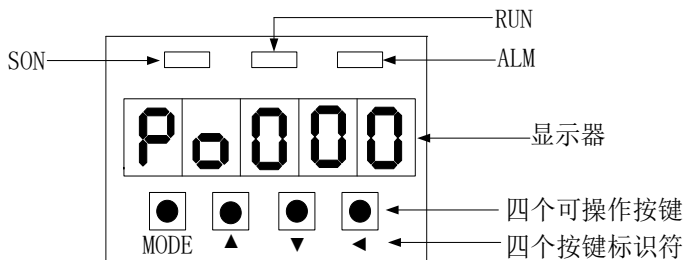 RUN
SON
ALM
Po000
显示器
四个可操作按键
MODE ▲ ▼ ◀
四个按键标识符